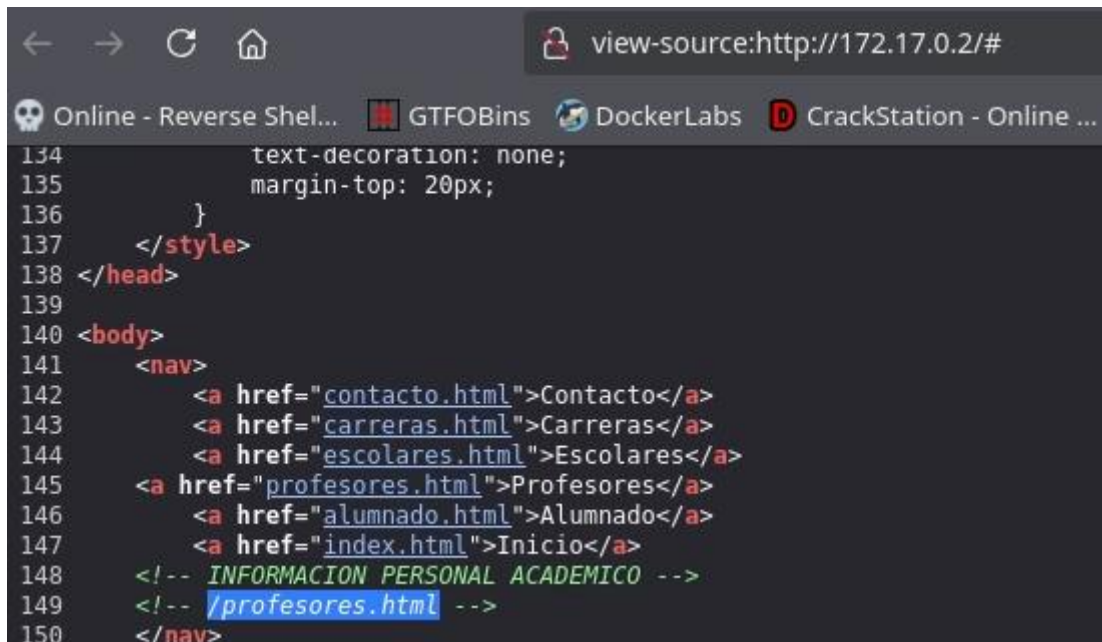 view-source:http://172.17.0.2/#
Online - Reverse Shel... GTFOBins DockerLabs D CrackStation - Online ...
134 text-decoration: none;
135 margin-top: 20px;
136 }
137 </style>
138 </head>
139
140 <body>
141 <nav>
142 <a href="contacto.html">Contacto</a>
143 <a href="carreras.html">Carreras</a>
144 <a href="escolares.html">Escolares</a>
145 <a href="profesores.html">Profesores</a>
146 <a href="alumnado.html">Alumnado</a>
147 <a href="index.html">Inicio</a>
148 <!-- INFORMACION PERSONAL ACADEMICO -->
149 <!-- /profesores.html -->
150 </nav>